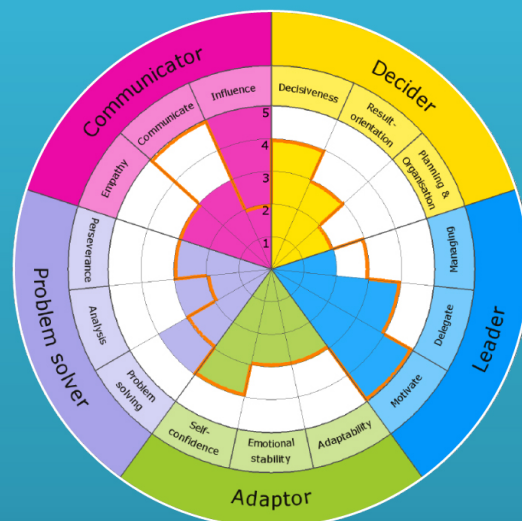 Communicator
Decider
Leader
Adaptor
Problem solver
Influence
Communicate
Empathy
Decisiveness
Result-
orientation
Planning &
Organisation
Managing
Delegate
Motivate
Adaptability
Emotional
stability
Self-
confidence
Problem
solving
Analysis
Perseverance
5
4
3
2
1